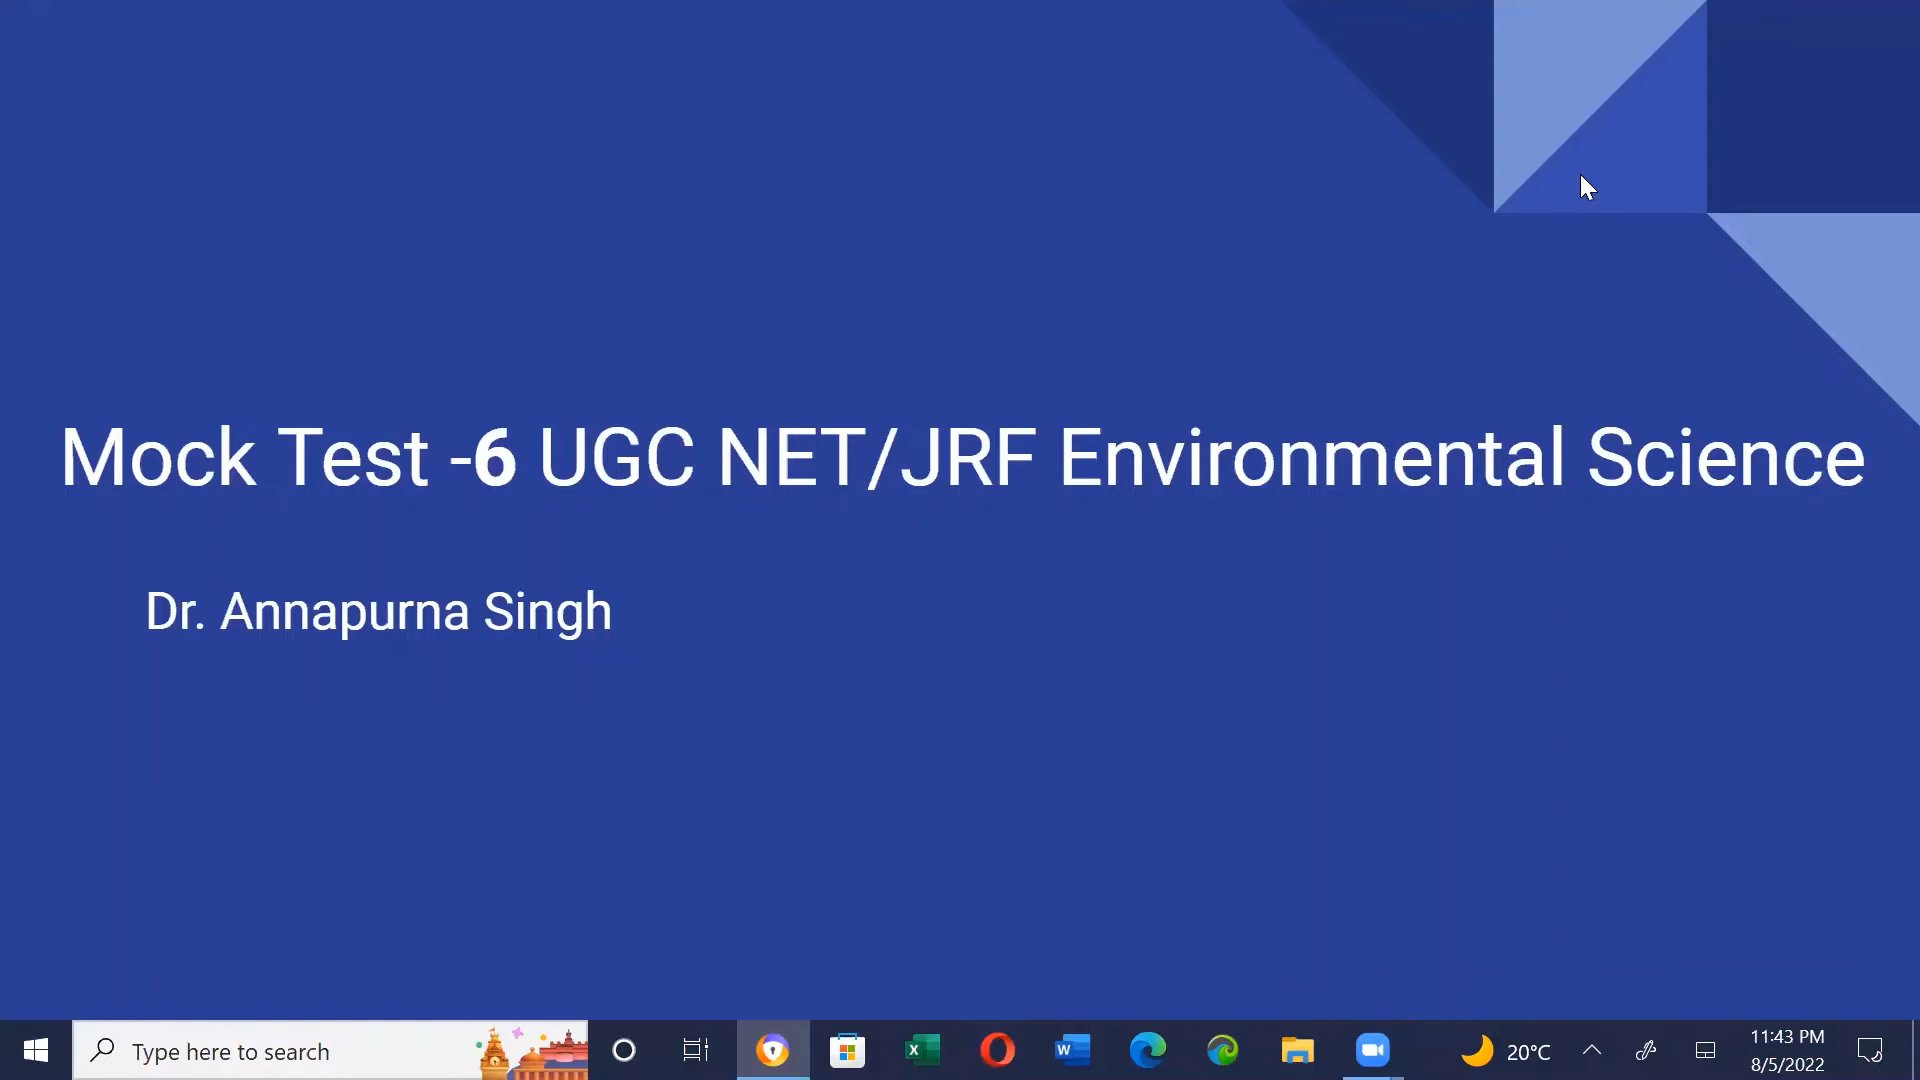 Mock Test -6 UGC NET/JRF Environmental Science
Dr. Annapurna Singh
Type here to search
20°C
11:43 PM
8/5/2022